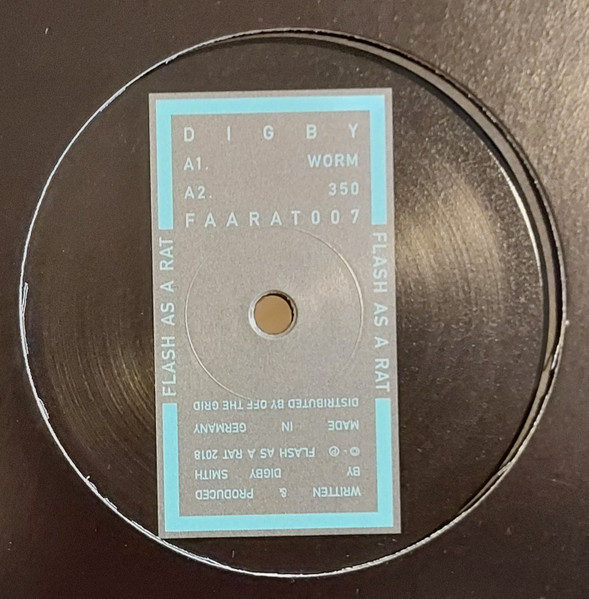 DIGBY
A1. WORM
A2. 350
FAARAT007
FLASH AS A RAT
FLASH AS A RAT
WRITTEN & PRODUCED
BY DIGBY SMITH
©·℗ FLASH AS A RAT 2018
MADE IN GERMANY
DISTRIBUTED BY OFF THE GRID